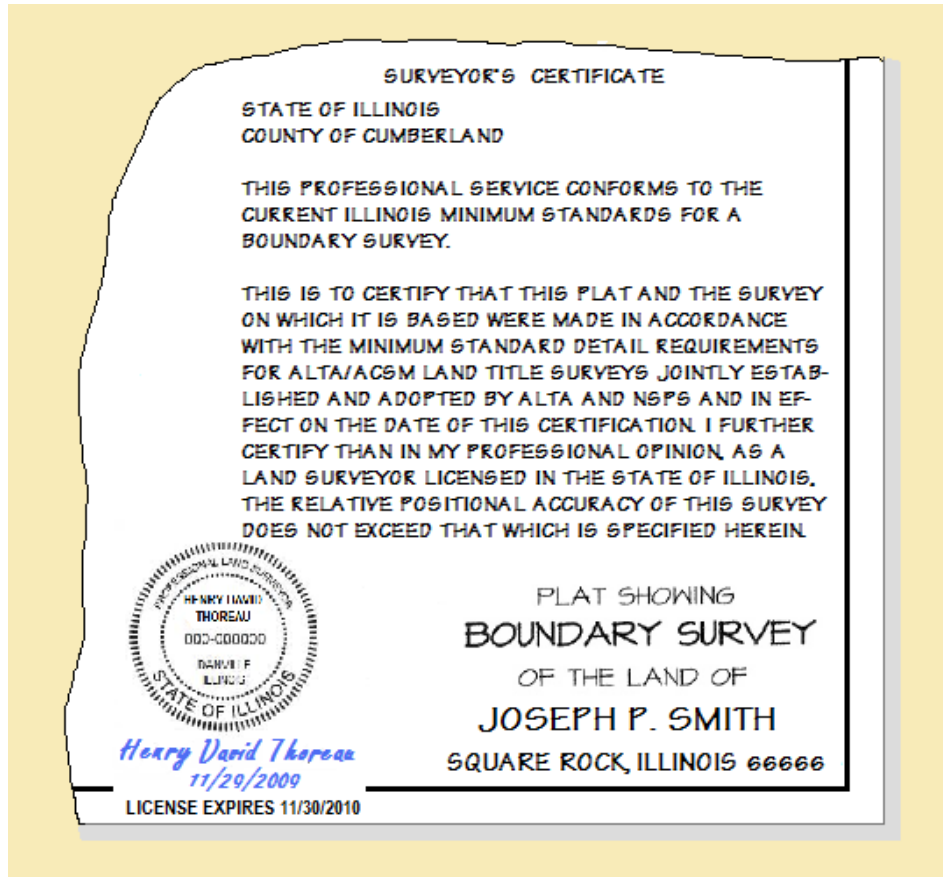 SURVEYOR'S CERTIFICATE
STATE OF ILLINOIS
COUNTY OF CUMBERLAND
THIS PROFESSIONAL SERVICE CONFORMS TO THE
CURRENT ILLINOIS MINIMUM STANDARDS FOR A
BOUNDARY SURVEY.
THIS IS TO CERTIFY THAT THIS PLAT AND THE SURVEY
ON WHICH IT IS BASED WERE MADE IN ACCORDANCE
WITH THE MINIMUM STANDARD DETAIL REQUIREMENTS
FOR ALTA/ACSM LAND TITLE SURVEYS JOINTLY ESTAB-
LISHED AND ADOPTED BY ALTA AND NSPS AND IN EF-
FECT ON THE DATE OF THIS CERTIFICATION. I FURTHER
CERTIFY THAN IN MY PROFESSIONAL OPINION, AS A
LAND SURVEYOR LICENSED IN THE STATE OF ILLINOIS,
THE RELATIVE POSITIONAL ACCURACY OF THIS SURVEY
DOES NOT EXCEED THAT WHICH IS SPECIFIED HEREIN.
PROFESSIONAL LAND SURVEYOR
HENRY DAVID
THOREAU
000-000000
DANVILLE
ILLINOIS
STATE OF ILLINOIS
Henry David Thoreau
11/29/2009
LICENSE EXPIRES 11/30/2010
PLAT SHOWING
BOUNDARY SURVEY
OF THE LAND OF
JOSEPH P. SMITH
SQUARE ROCK, ILLINOIS 66666